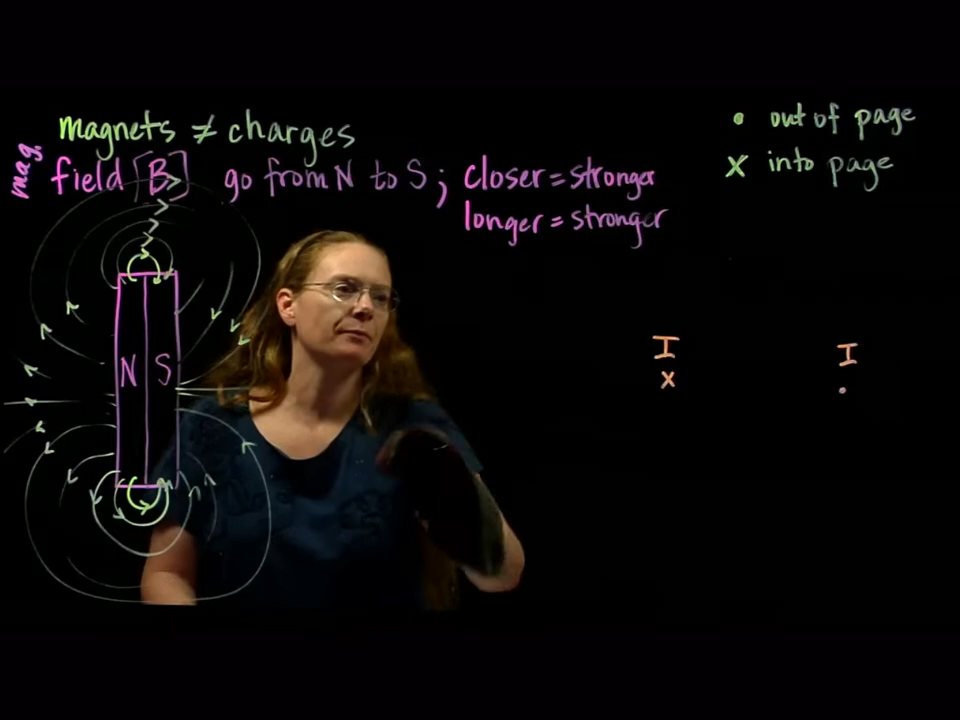 magnets ≠ charges
mag. field [B] go from N to S; closer = stronger
longer = stronger
• out of page
x into page
N S
I I
x •